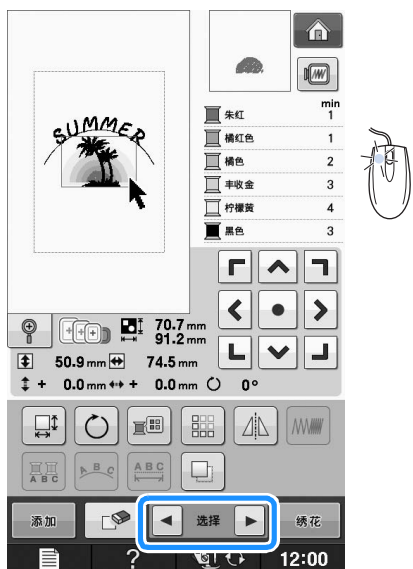 SUMMER
min
朱红 1
橘红色 1
橘色 2
丰收金 3
柠檬黄 4
黑色 3
70.7 mm
91.2 mm
50.9 mm 74.5 mm
+ 0.0 mm + 0.0 mm 0°
A B C A B C A B C
添加 选择 绣花
? 12:00